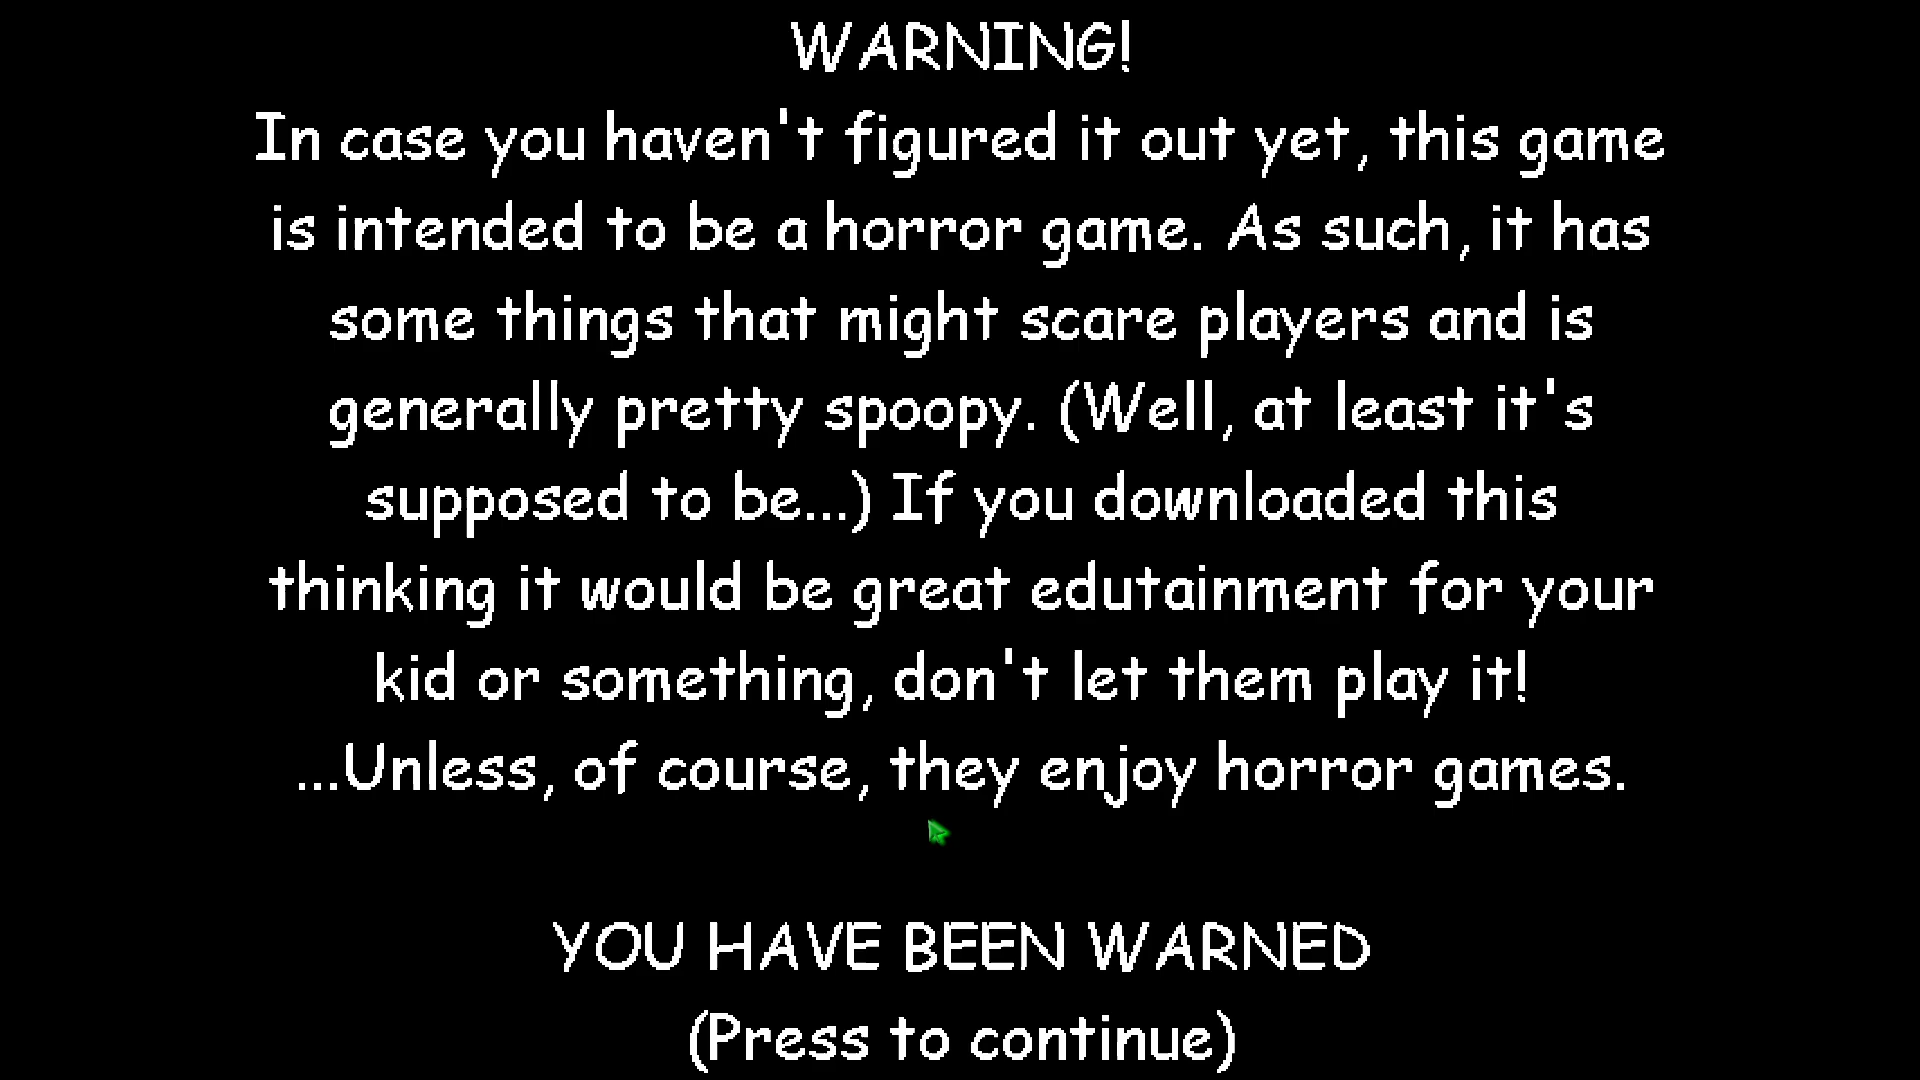 WARNING!
In case you haven't figured it out yet, this game
is intended to be a horror game. As such, it has
some things that might scare players and is
generally pretty spoopy. (Well, at least it's
supposed to be...) If you downloaded this
thinking it would be great edutainment for your
kid or something, don't let them play it!
...Unless, of course, they enjoy horror games.
YOU HAVE BEEN WARNED
(Press to continue)